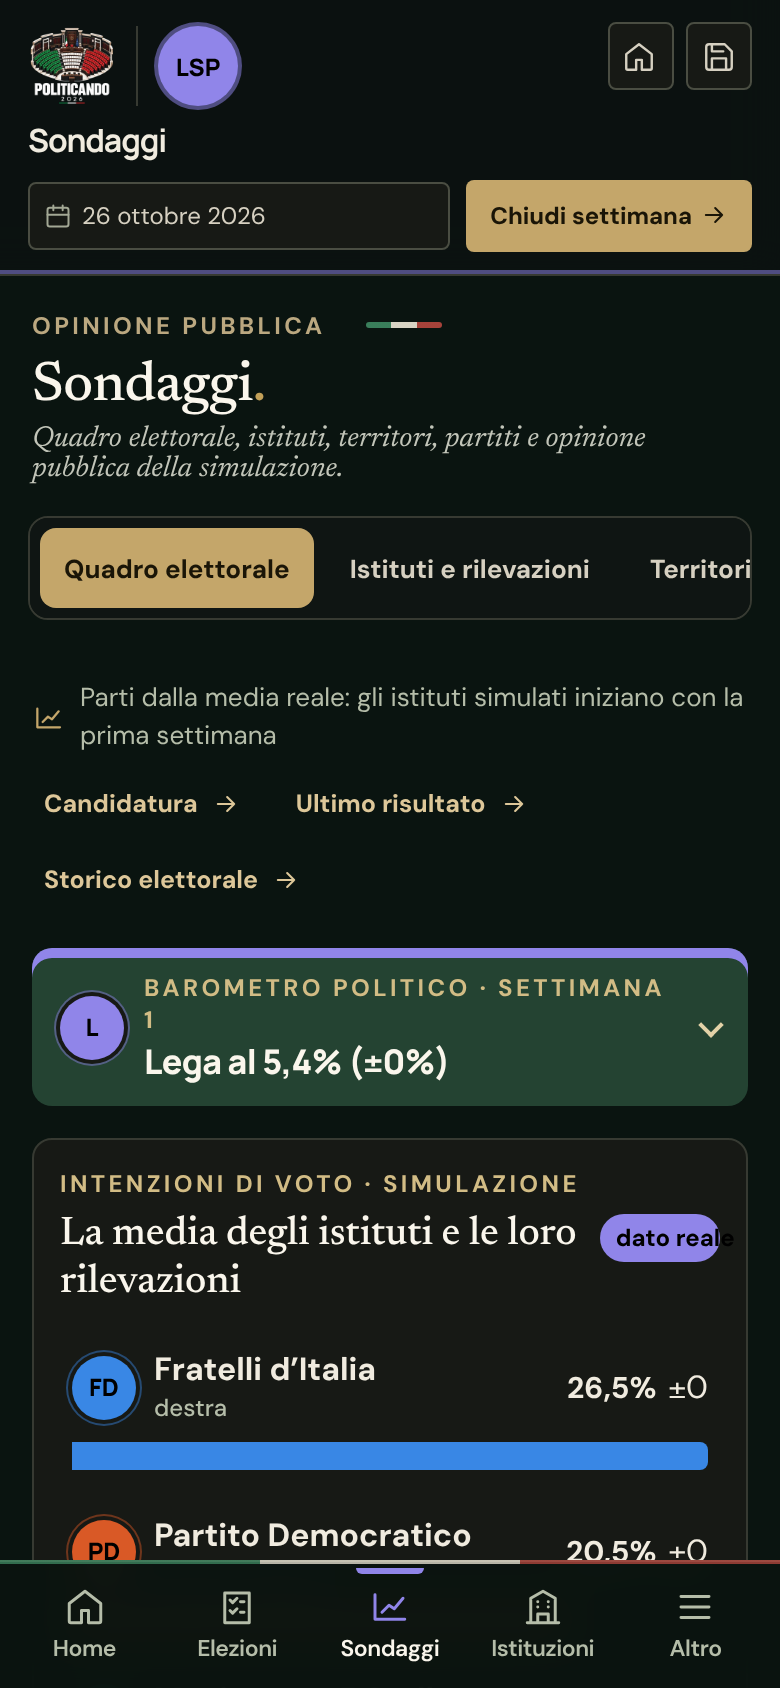 POLITICANDO
2026
LSP
Sondaggi
26 ottobre 2026
Chiudi settimana →
OPINIONE PUBBLICA
Sondaggi.
Quadro elettorale, istituti, territori, partiti e opinione
pubblica della simulazione.
Quadro elettorale
Istituti e rilevazioni
Territori
Parti dalla media reale: gli istituti simulati iniziano con la
prima settimana
Candidatura →
Ultimo risultato →
Storico elettorale →
L
BAROMETRO POLITICO · SETTIMANA
1
Lega al 5,4% (±0%)
INTENZIONI DI VOTO · SIMULAZIONE
La media degli istituti e le loro
rilevazioni
dato reale
FD
Fratelli d’Italia
destra
26,5% ±0
PD
Partito Democratico
20,5% ±0
Home
Elezioni
Sondaggi
Istituzioni
Altro